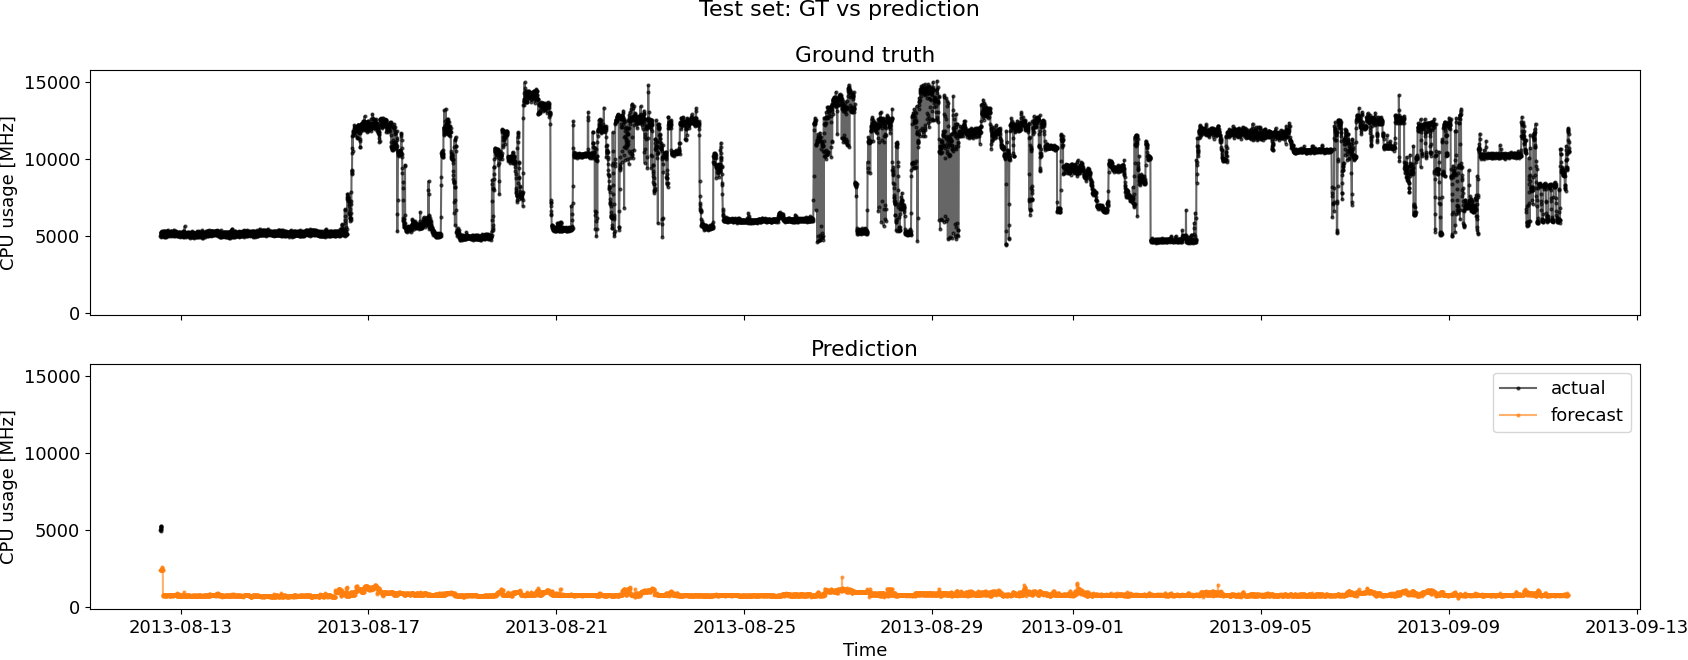 Test set: GT vs prediction
Ground truth
CPU usage [MHz]
15000
10000
5000
0
Prediction
CPU usage [MHz]
15000
10000
5000
0
actual
forecast
2013-08-13 2013-08-17 2013-08-21 2013-08-25 2013-08-29 2013-09-01 2013-09-05 2013-09-09 2013-09-13
Time